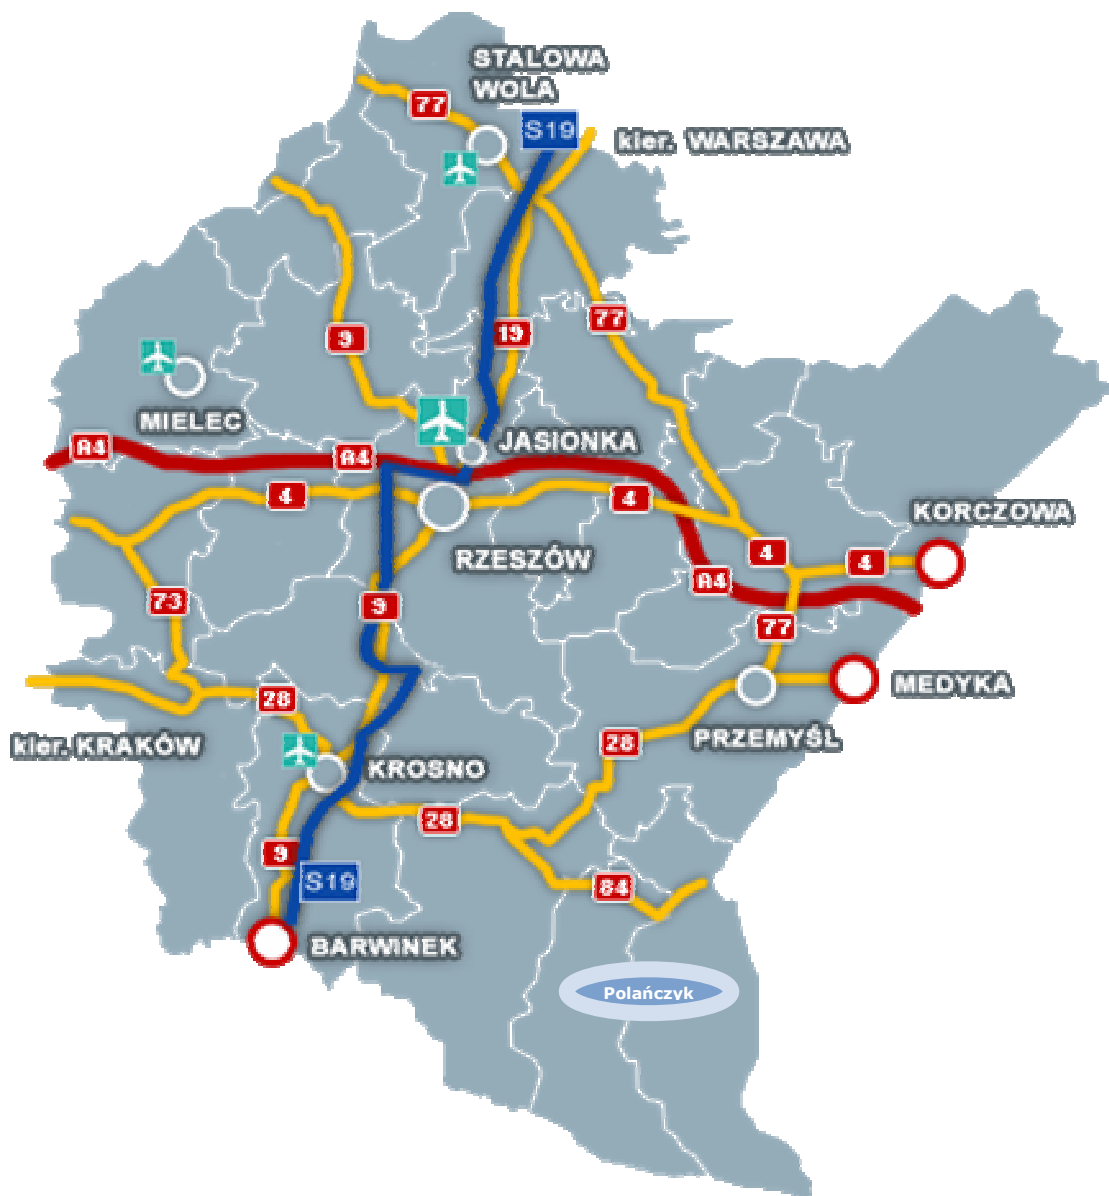 STALOWA
WOLA
77
S19
kier. WARSZAWA
9
19
77
MIELEC
JASIONKA
A4
A4
4
4
KORCZOWA
RZESZÓW
4
4
A4
73
9
77
MEDYKA
28
kier. KRAKÓW
28
PRZEMYŚL
KROSNO
28
9
S19
84
BARWINEK
Polańczyk